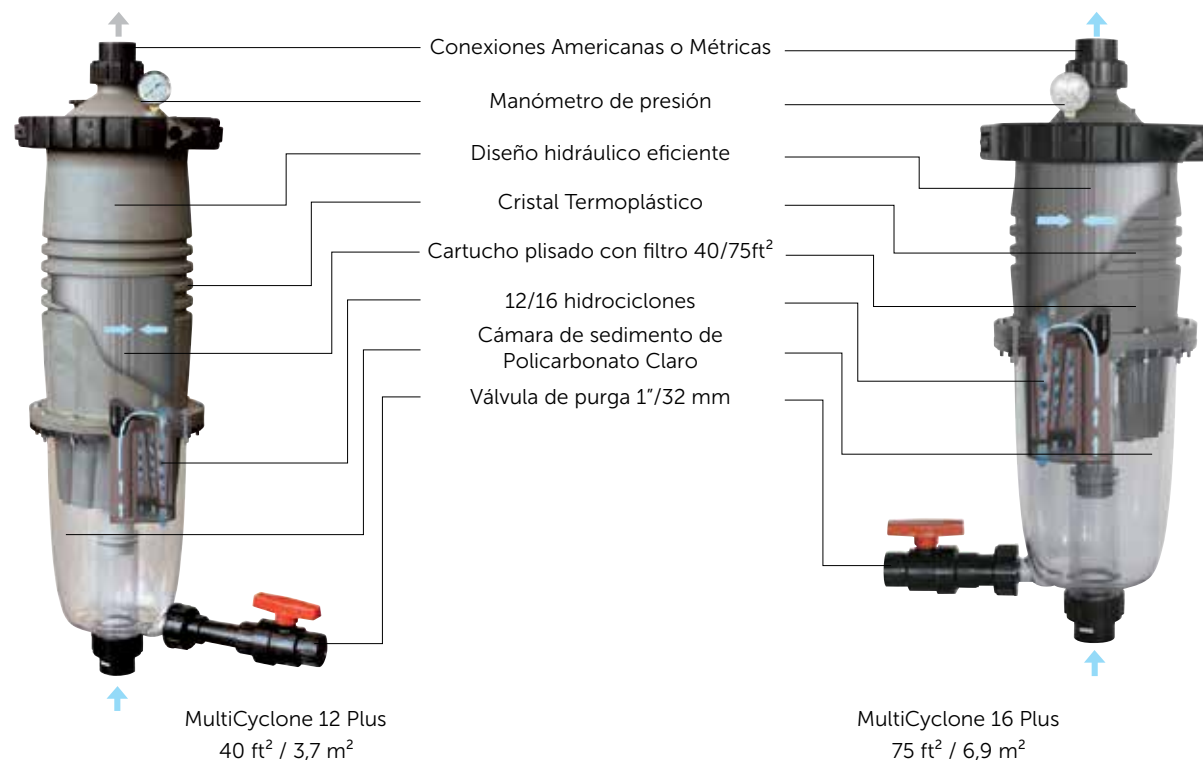 Conexiones Americanas o Métricas
Manómetro de presión
Diseño hidráulico eficiente
Cristal Termoplástico
Cartucho plisado con filtro 40/75ft²
12/16 hidrociclones
Cámara de sedimento de
Policarbonato Claro
Válvula de purga 1"/32 mm
MultiCyclone 12 Plus
40 ft² / 3,7 m²
MultiCyclone 16 Plus
75 ft² / 6,9 m²